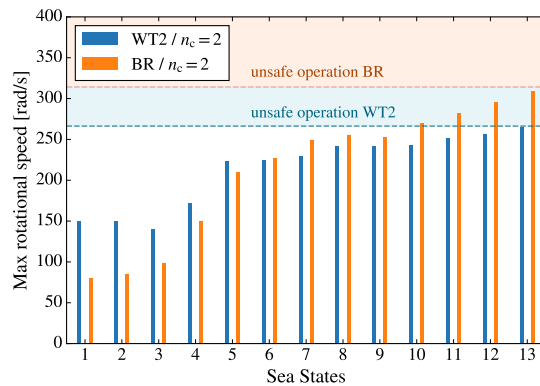 400
350
300
250
200
150
100
50
0
Max rotational speed [rad/s]
WT2 / n_c = 2
BR / n_c = 2
unsafe operation BR
unsafe operation WT2
1 2 3 4 5 6 7 8 9 10 11 12 13
Sea States